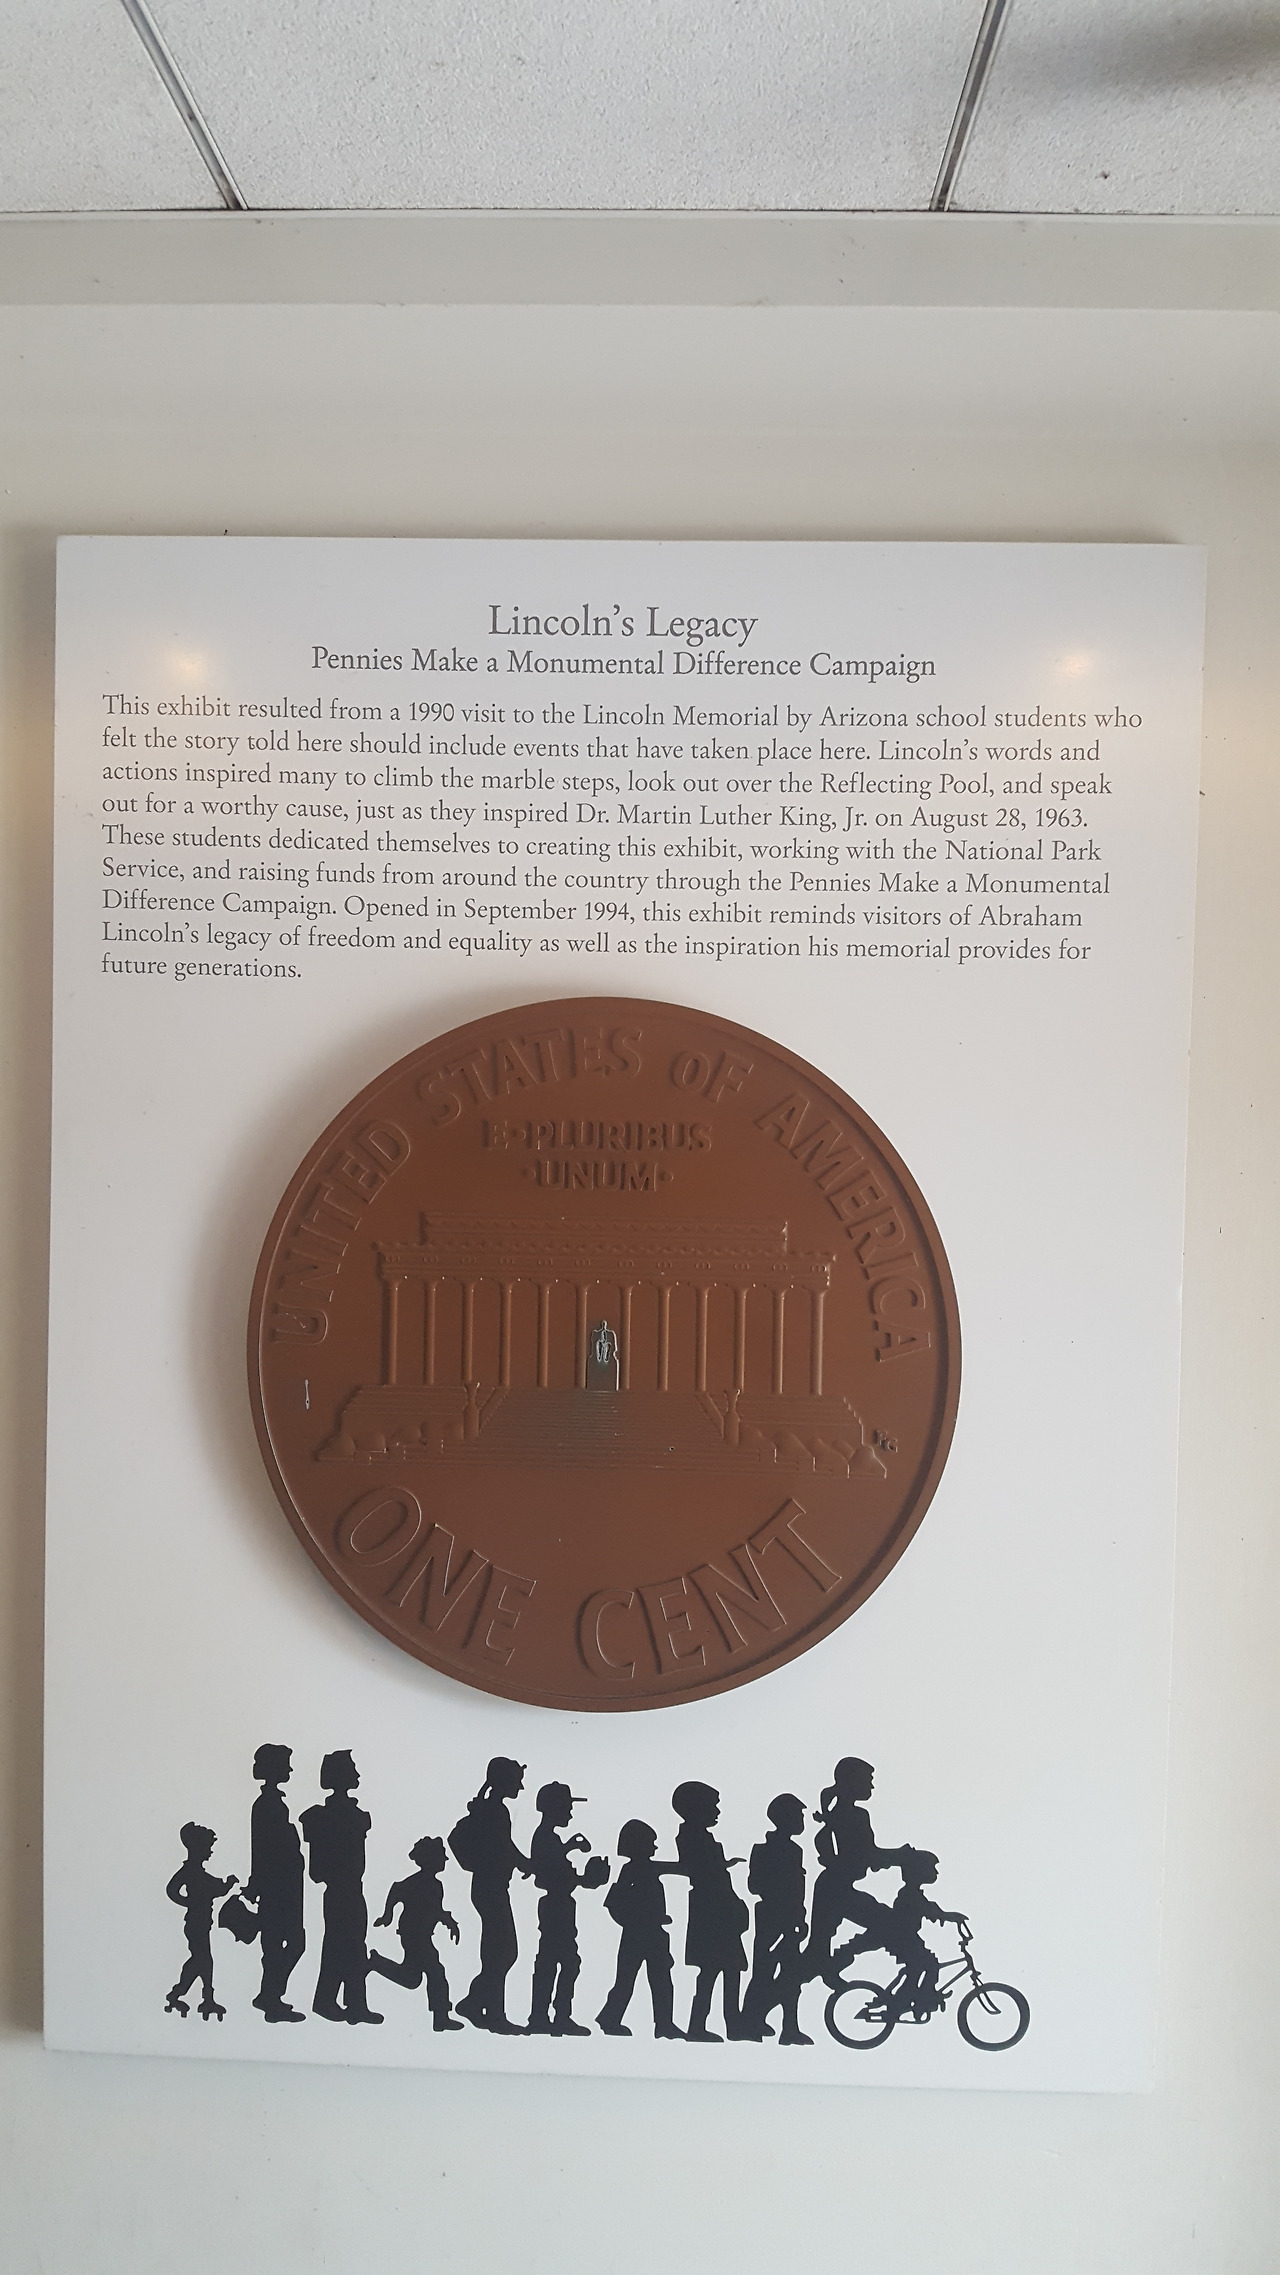 Lincoln's Legacy
Pennies Make a Monumental Difference Campaign
This exhibit resulted from a 1990 visit to the Lincoln Memorial by Arizona school students who
felt the story told here should include events that have taken place here. Lincoln's words and
actions inspired many to climb the marble steps, look out over the Reflecting Pool, and speak
out for a worthy cause, just as they inspired Dr. Martin Luther King, Jr. on August 28, 1963.
These students dedicated themselves to creating this exhibit, working with the National Park
Service, and raising funds from around the country through the Pennies Make a Monumental
Difference Campaign. Opened in September 1994, this exhibit reminds visitors of Abraham
Lincoln's legacy of freedom and equality as well as the inspiration his memorial provides for
future generations.
UNITED STATES OF AMERICA
E·PLURIBUS
·UNUM·
FG
ONE CENT